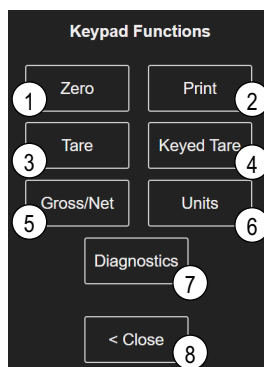 Keypad Functions
Zero Print
1 2
Tare Keyed Tare
3 4
Gross/Net Units
5 6
Diagnostics
7
< Close
8